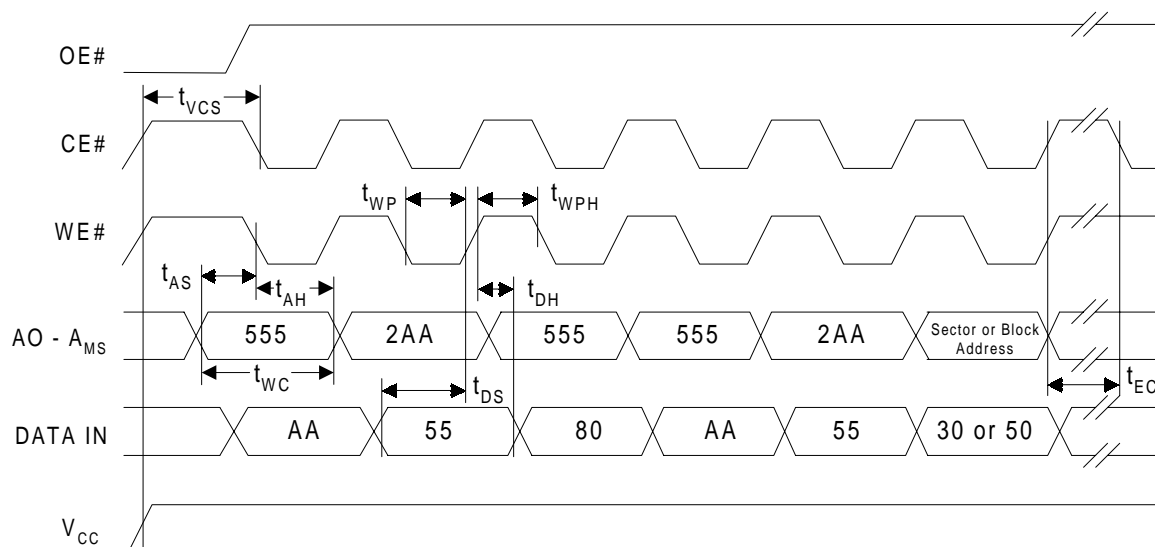 OE#
tVCS
CE#
tWP
tWPH
WE#
tAS
tAH
tDH
AO - AMS
555
2AA
555
555
2AA
Sector or Block
Address
tWC
tDS
tEC
DATA IN
AA
55
80
AA
55
30 or 50
VCC